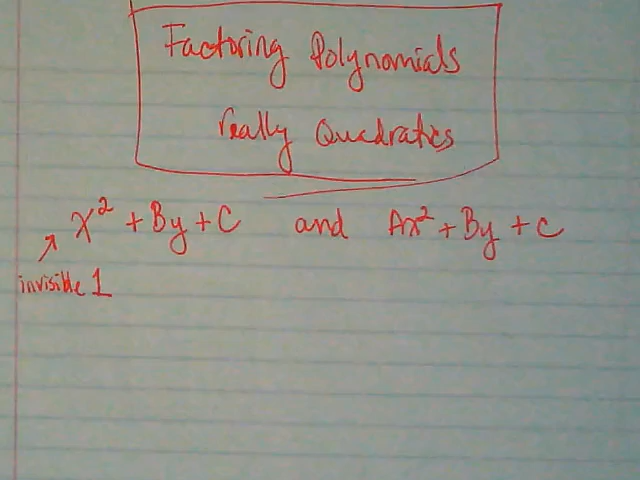 Factoring Polynomials
really Quadratics
x² + By + C and Ax² + By + C
invisible 1